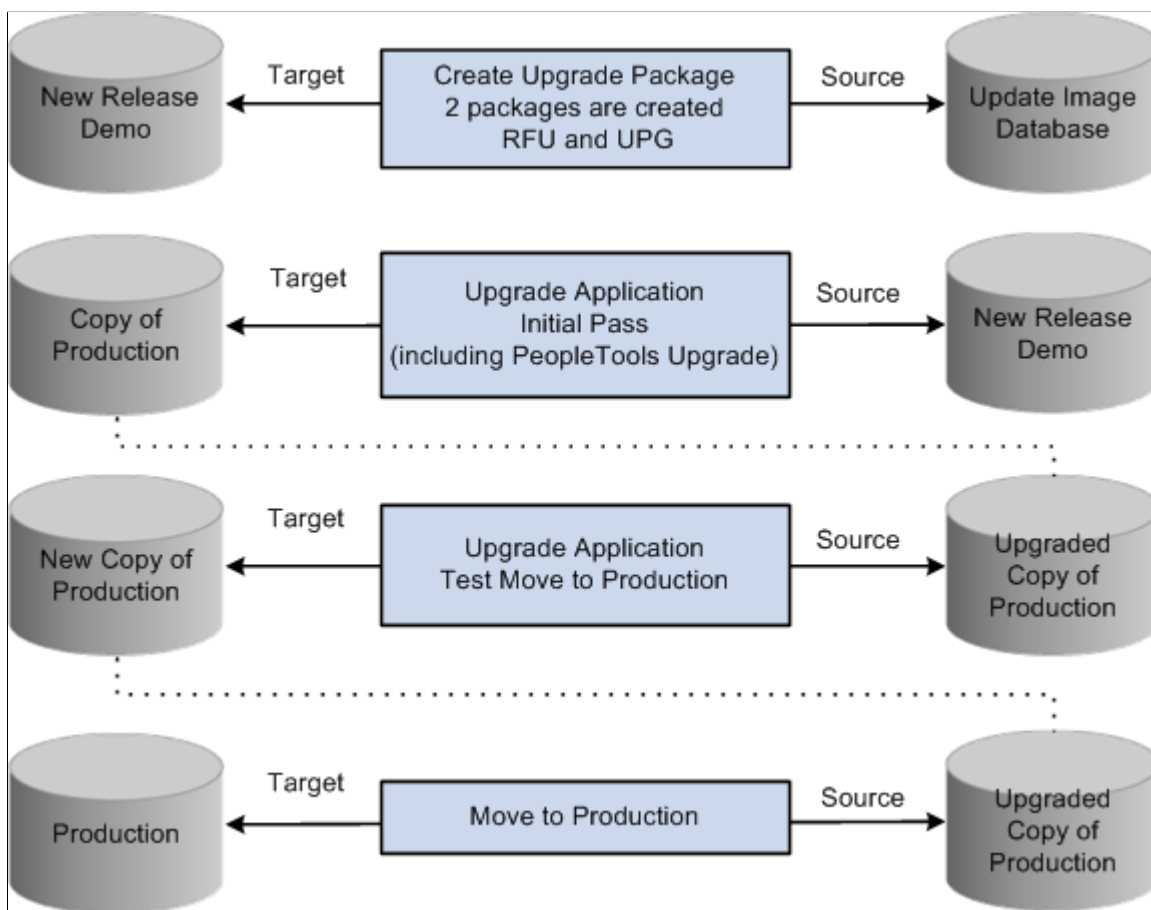 New Release
Demo
Target
Create Upgrade Package
2 packages are created
RFU and UPG
Source
Update Image
Database
Copy of
Production
Target
Upgrade Application
Initial Pass
(including PeopleTools Upgrade)
Source
New Release
Demo
New Copy of
Production
Target
Upgrade Application
Test Move to Production
Source
Upgraded
Copy of
Production
Production
Target
Move to Production
Source
Upgraded
Copy of
Production